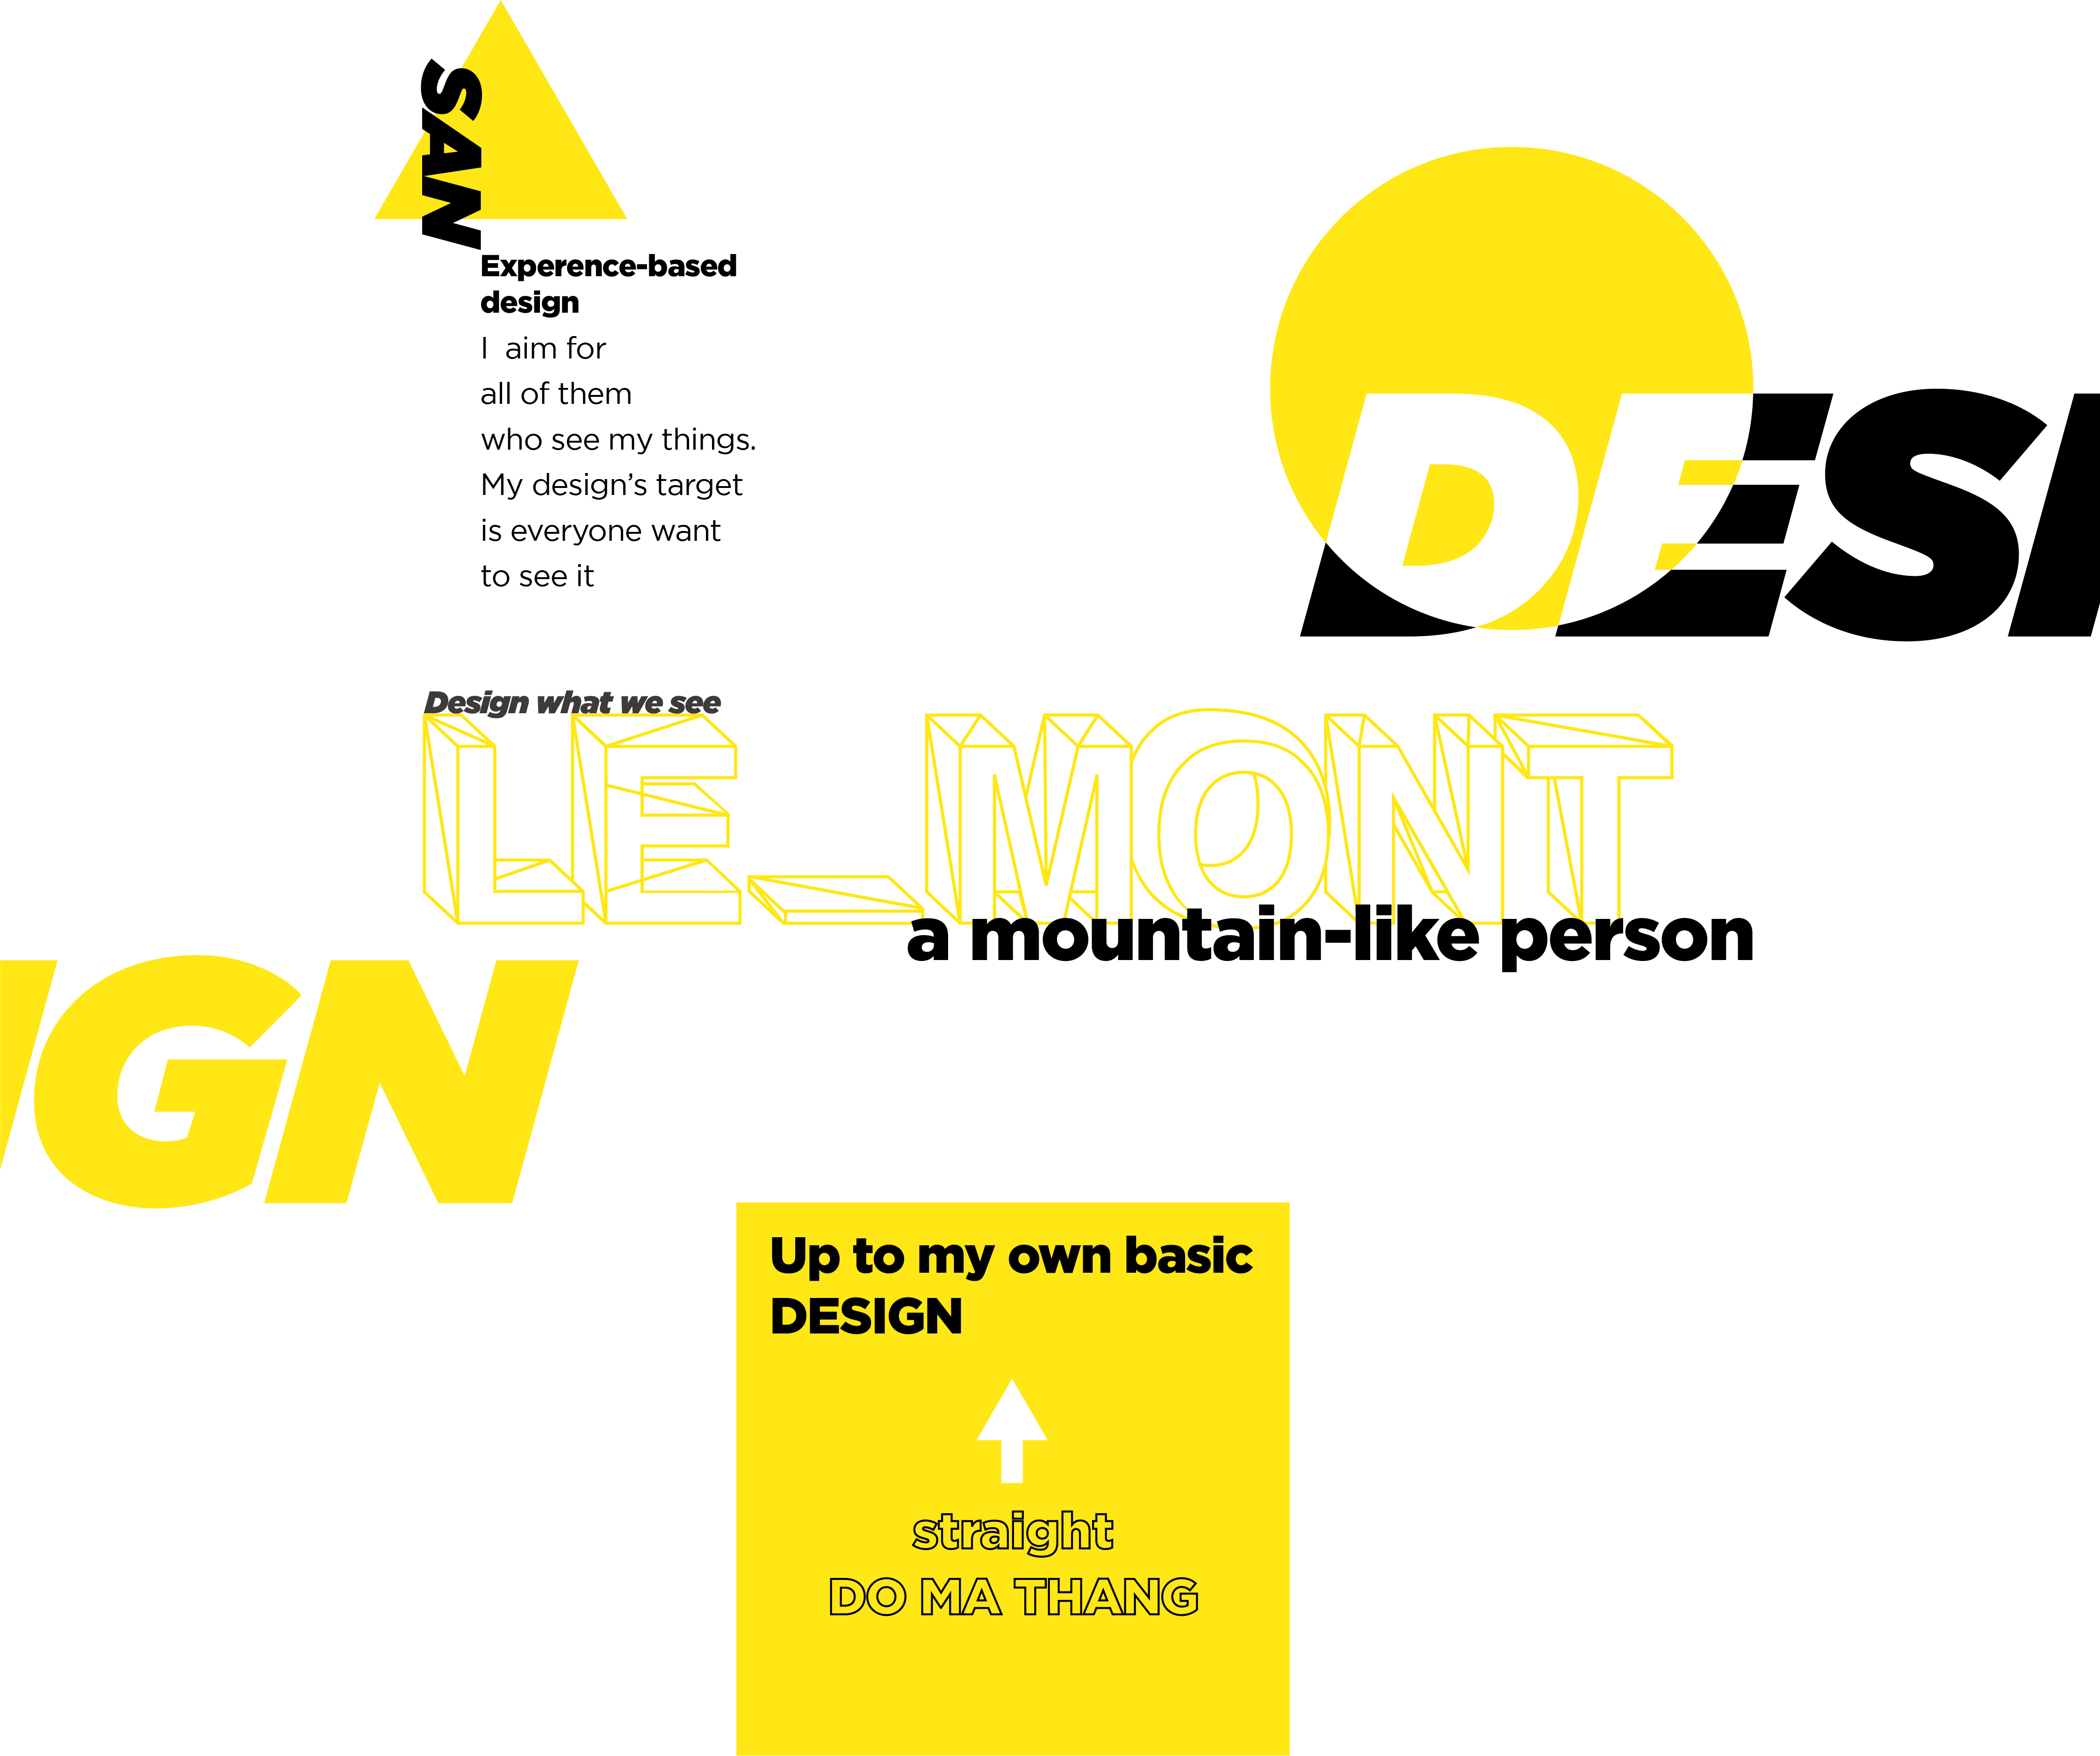 SAN
Experence-based
design
I aim for
all of them
who see my things.
My design's target
is everyone want
to see it
DESI
Design what we see
LE_MONT
a mountain-like person
IGN
Up to my own basic
DESIGN
straight
DO MA THANG